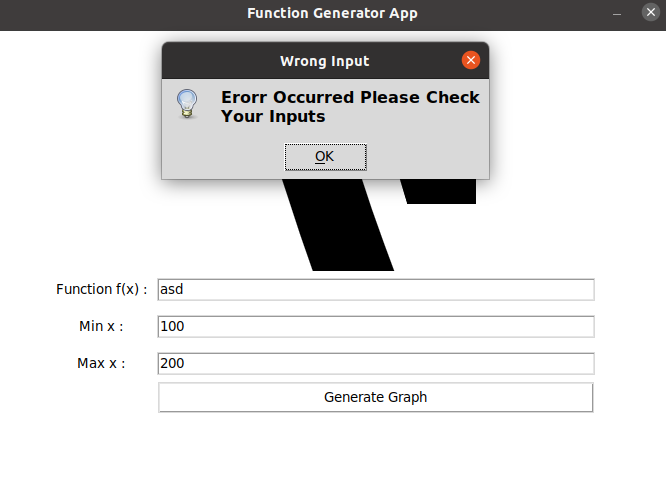 Function Generator App
Wrong Input
Erorr Occurred Please Check
Your Inputs
OK
Function f(x) : asd
Min x : 100
Max x : 200
Generate Graph